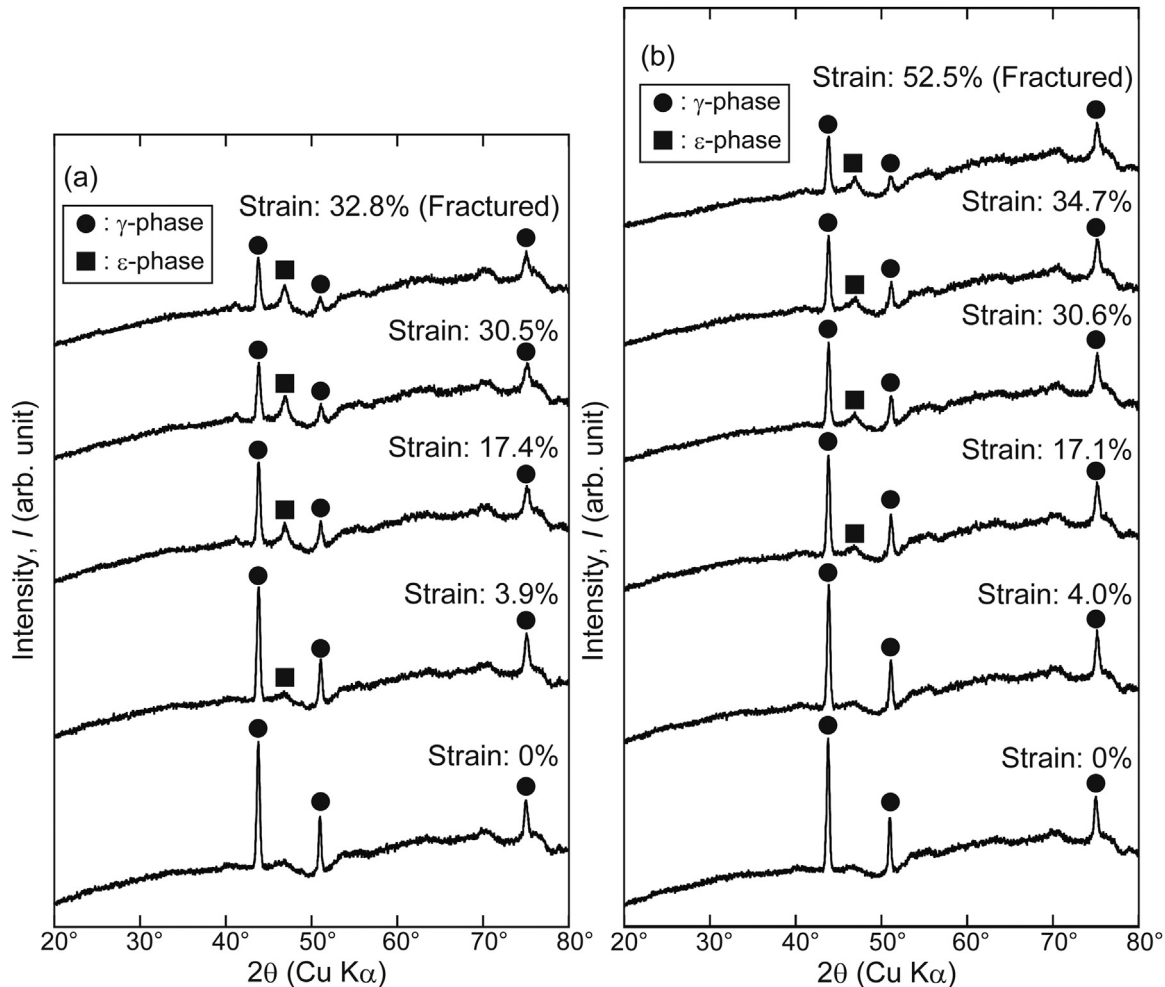 (a)
● : γ-phase
■ : ε-phase
Strain: 32.8% (Fractured)
Strain: 30.5%
Strain: 17.4%
Strain: 3.9%
Strain: 0%
Intensity, I (arb. unit)
20° 30° 40° 50° 60° 70° 80°
2θ (Cu Kα)
(b)
● : γ-phase
■ : ε-phase
Strain: 52.5% (Fractured)
Strain: 34.7%
Strain: 30.6%
Strain: 17.1%
Strain: 4.0%
Strain: 0%
Intensity, I (arb. unit)
20° 30° 40° 50° 60° 70° 80°
2θ (Cu Kα)